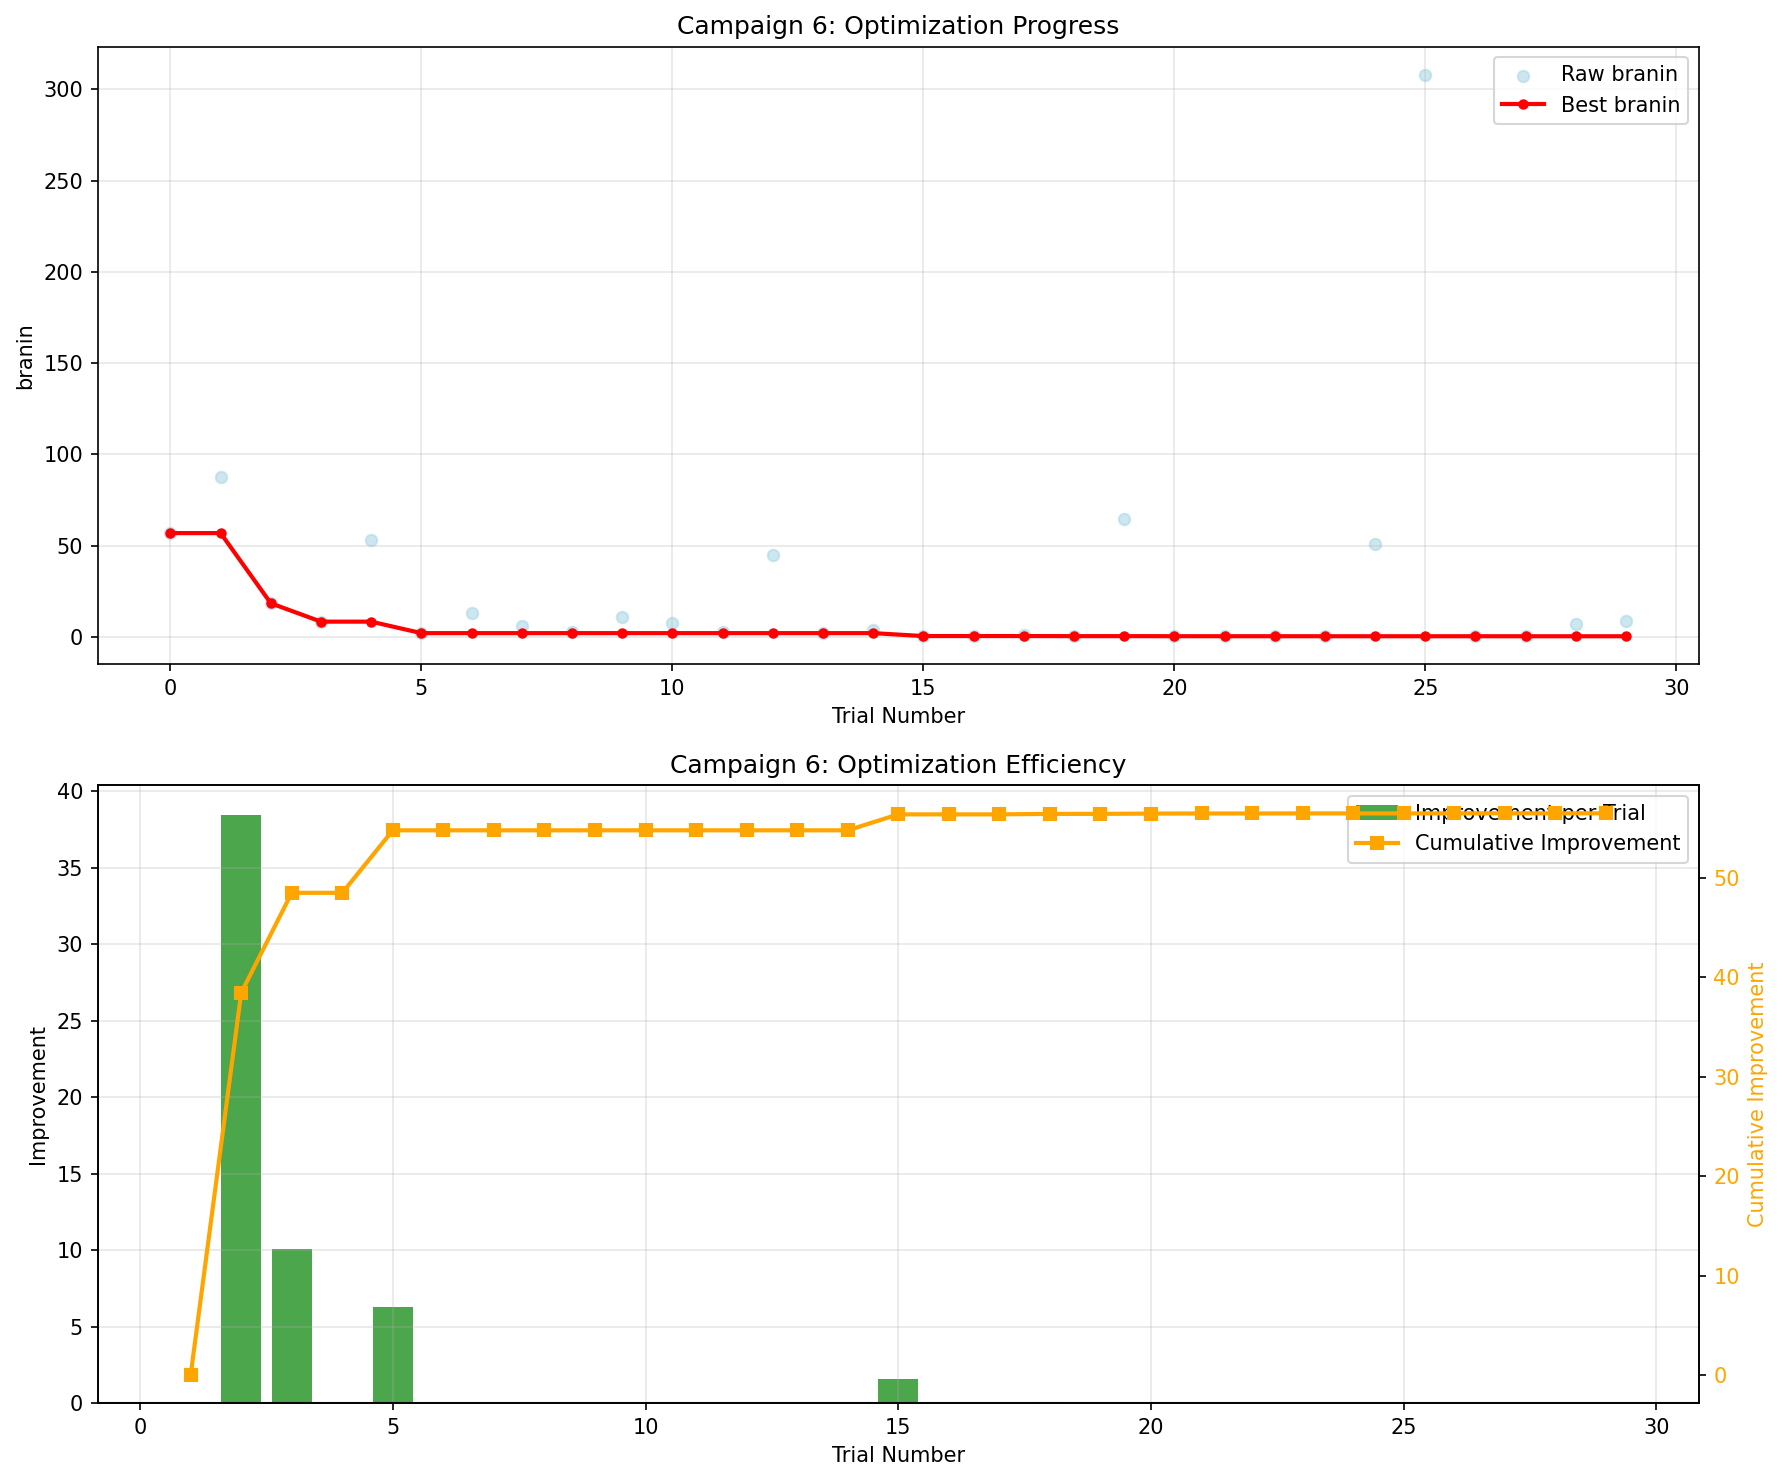 Campaign 6: Optimization Progress
300
250
200
150
100
50
0
branin
Raw branin
Best branin
0 5 10 15 20 25 30
Trial Number
Campaign 6: Optimization Efficiency
40
35
30
25
20
15
10
5
0
Improvement
Improvement per Trial
Cumulative Improvement
50
40
30
20
10
0
Cumulative Improvement
0 5 10 15 20 25 30
Trial Number